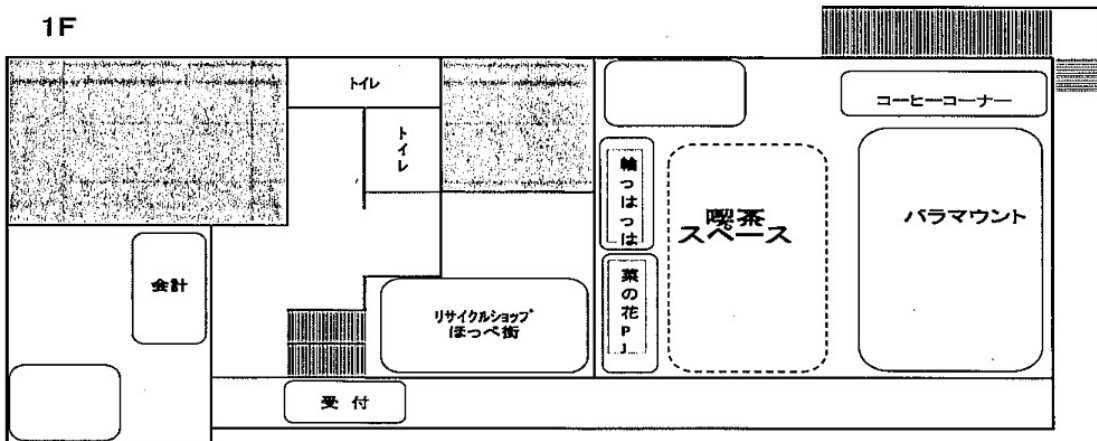 1F
トイレ
トイレ
コーヒーコーナー
輪っはっは
喫茶
スペース
パラマウント
会計
菜の花PJ
リサイクルショップ
ほっぺ街
受 付